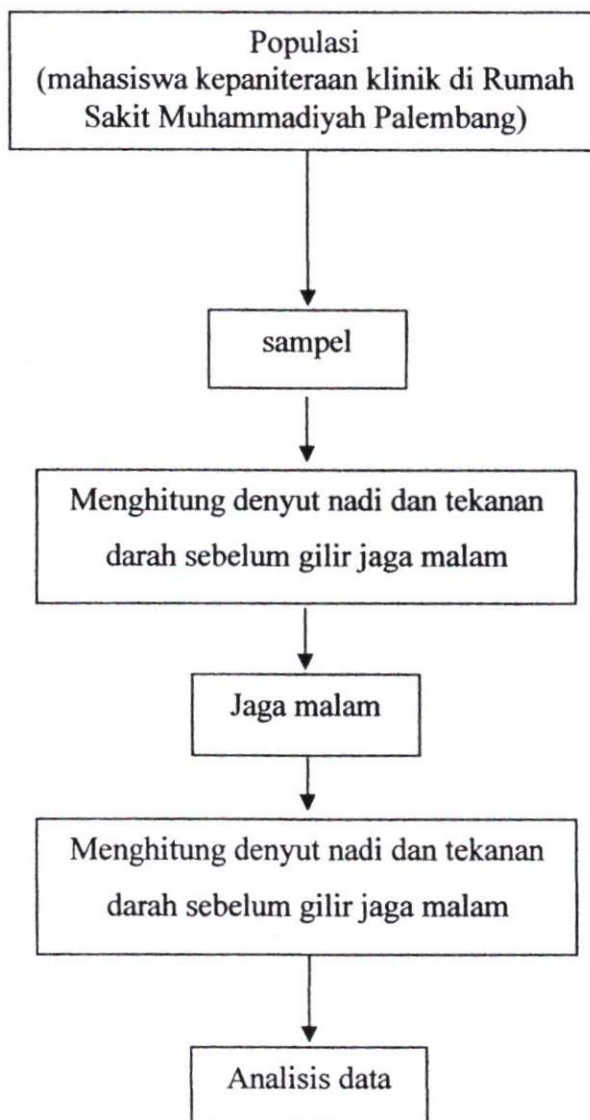 Populasi
(mahasiswa kepaniteraan klinik di Rumah
Sakit Muhammadiyah Palembang)
sampel
Menghitung denyut nadi dan tekanan
darah sebelum gilir jaga malam
Jaga malam
Menghitung denyut nadi dan tekanan
darah sebelum gilir jaga malam
Analisis data